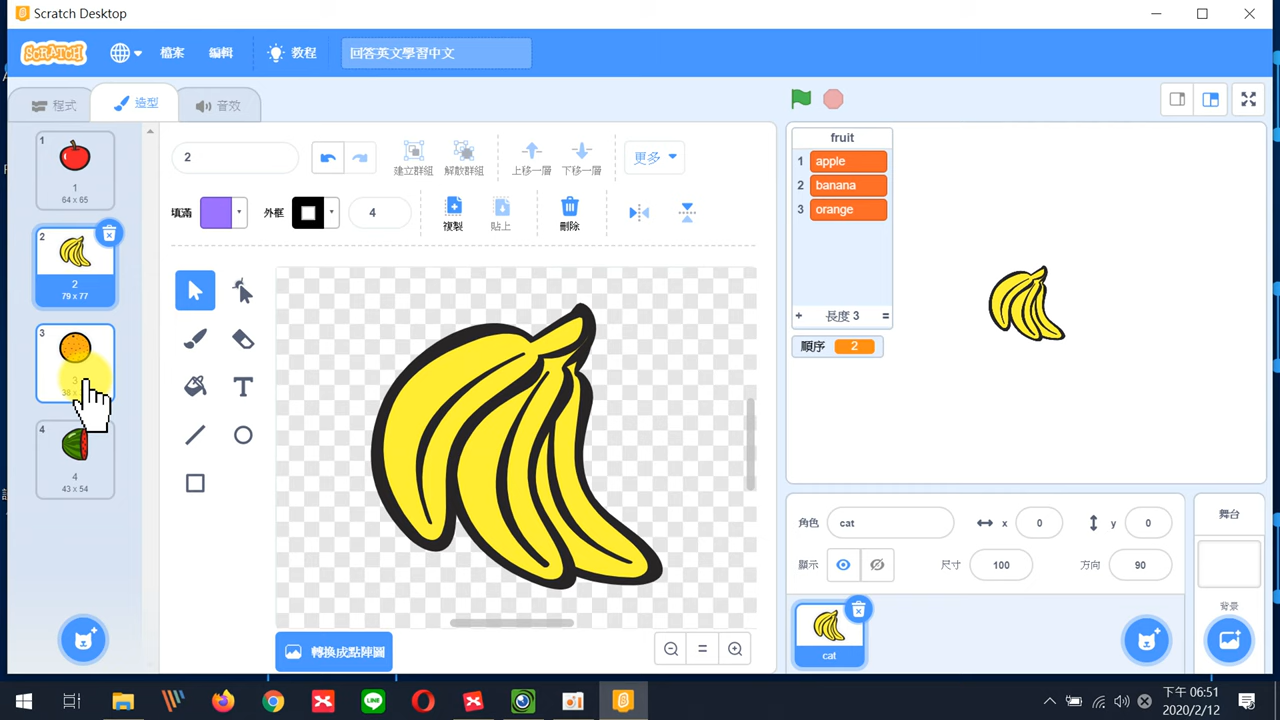 Scratch Desktop
SCRATCH
檔案
編輯
教程
回答英文學習中文
程式
造型
音效
1
1
64 x 65
2
2
79 x 77
3
3
4
4
43 x 54
2
建立群組
解散群組
上移一層
下移一層
更多
填滿
外框
4
複製
貼上
刪除
轉換成點陣圖
fruit
1 apple
2 banana
3 orange
+ 長度 3 =
順序 2
角色
cat
x 0
y 0
顯示
尺寸 100
方向 90
cat
舞台
背景
下午 06:51
2020/2/12